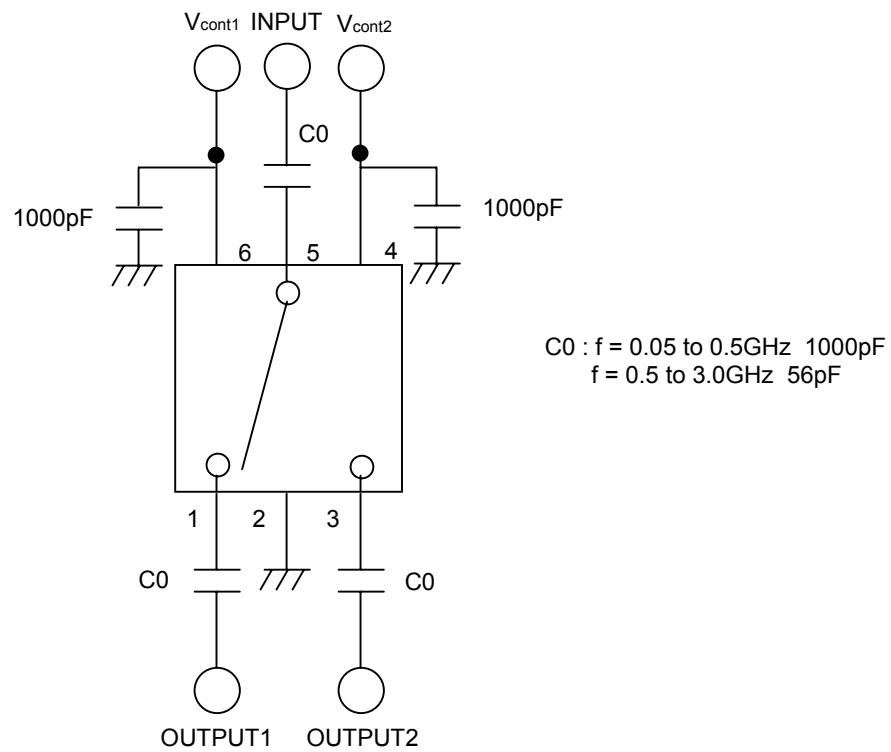 Vcont1 INPUT Vcont2
C0
1000pF
1000pF
6 5 4
C0 : f = 0.05 to 0.5GHz 1000pF
f = 0.5 to 3.0GHz 56pF
1 2 3
C0
C0
OUTPUT1 OUTPUT2